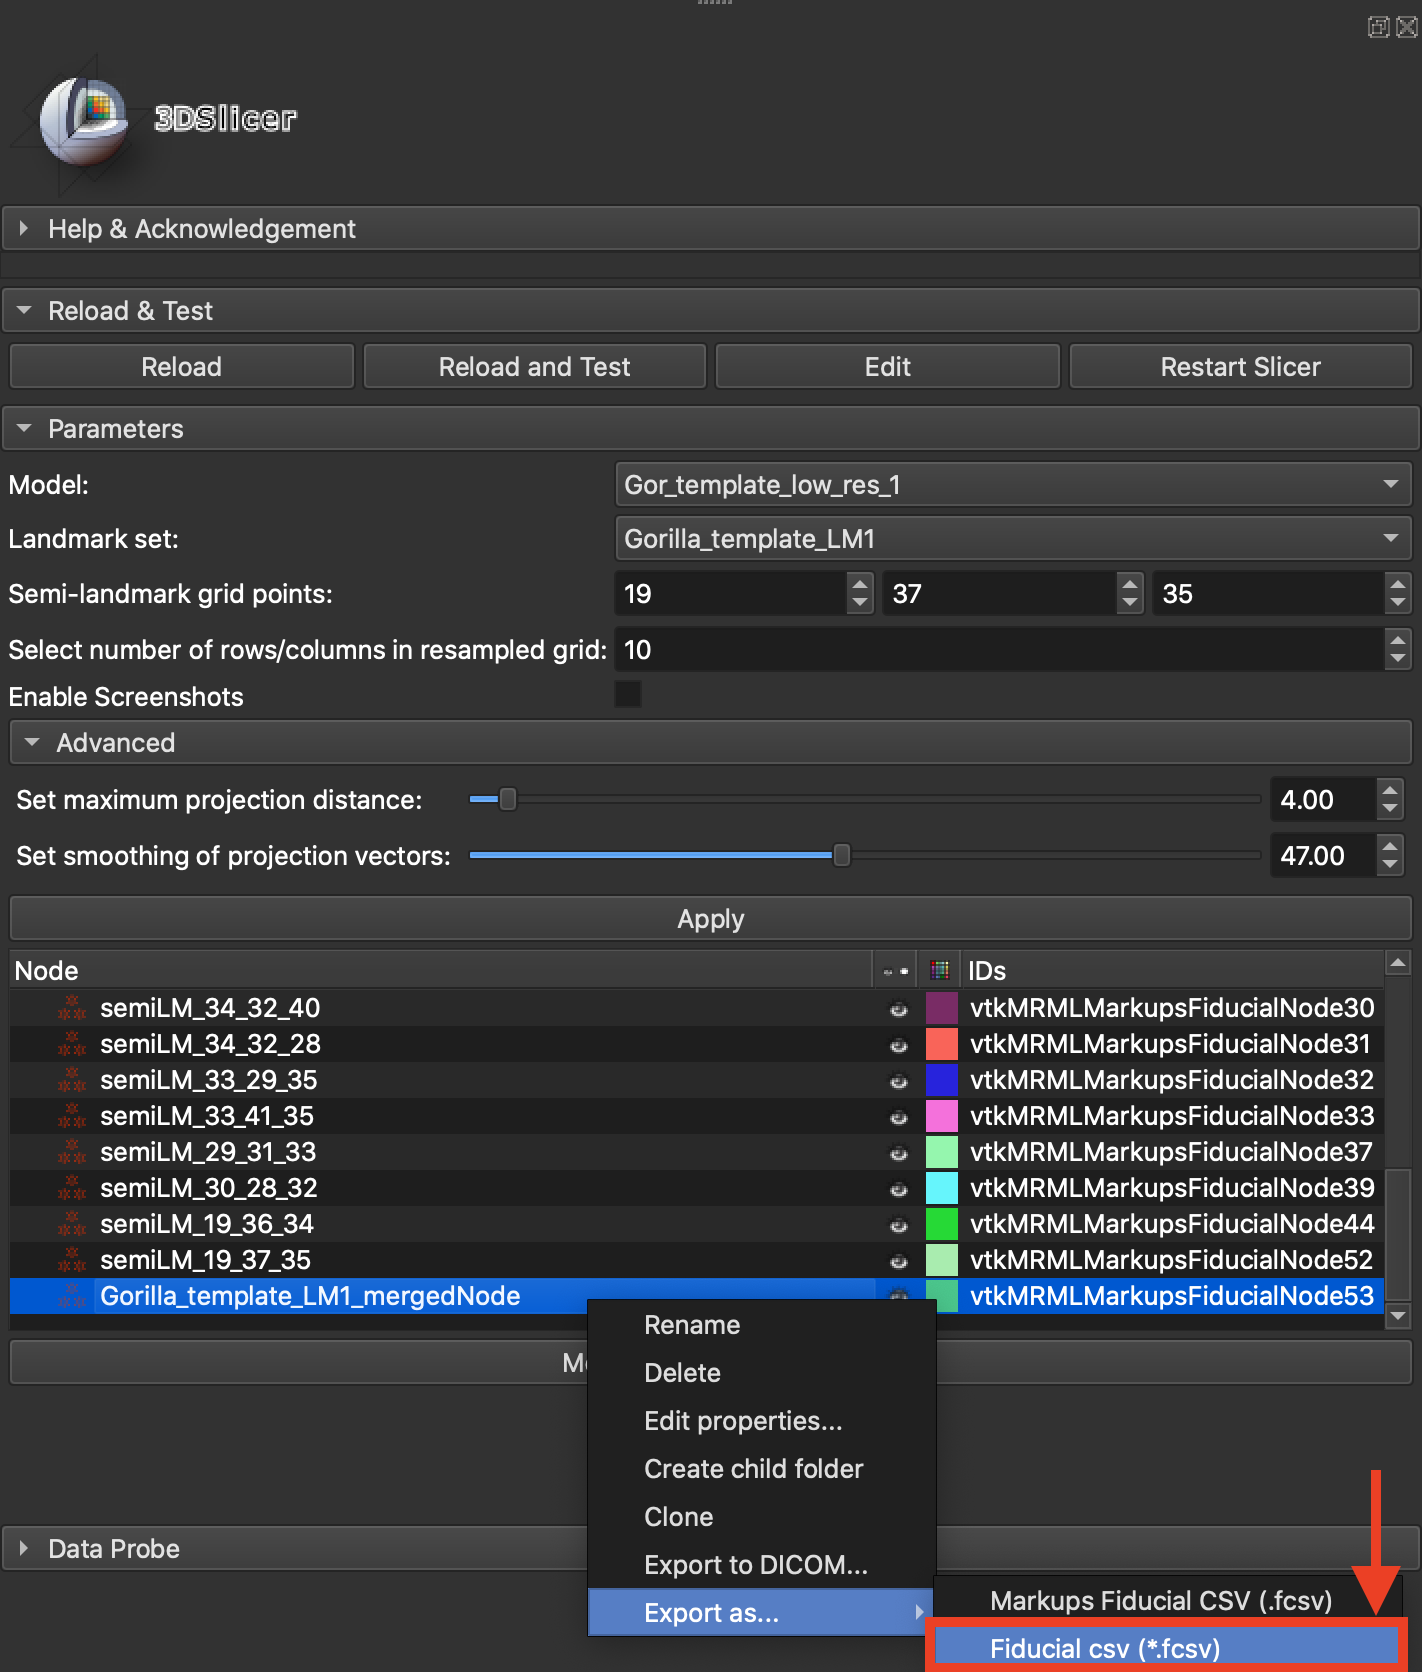 3DSlicer
Help & Acknowledgement
Reload & Test
Reload Reload and Test Edit Restart Slicer
Parameters
Model: Gor_template_low_res_1
Landmark set: Gorilla_template_LM1
Semi-landmark grid points: 19 37 35
Select number of rows/columns in resampled grid: 10
Enable Screenshots
Advanced
Set maximum projection distance: 4.00
Set smoothing of projection vectors: 47.00
Apply
Node IDs
semiLM_34_32_40 vtkMRMLMarkupsFiducialNode30
semiLM_34_32_28 vtkMRMLMarkupsFiducialNode31
semiLM_33_29_35 vtkMRMLMarkupsFiducialNode32
semiLM_33_41_35 vtkMRMLMarkupsFiducialNode33
semiLM_29_31_33 vtkMRMLMarkupsFiducialNode37
semiLM_30_28_32 vtkMRMLMarkupsFiducialNode39
semiLM_19_36_34 vtkMRMLMarkupsFiducialNode44
semiLM_19_37_35 vtkMRMLMarkupsFiducialNode52
Gorilla_template_LM1_mergedNode vtkMRMLMarkupsFiducialNode53
Rename
Delete
Edit properties...
Create child folder
Clone
Export to DICOM...
Export as...
Markups Fiducial CSV (.fcsv)
Fiducial csv (*.fcsv)
Data Probe